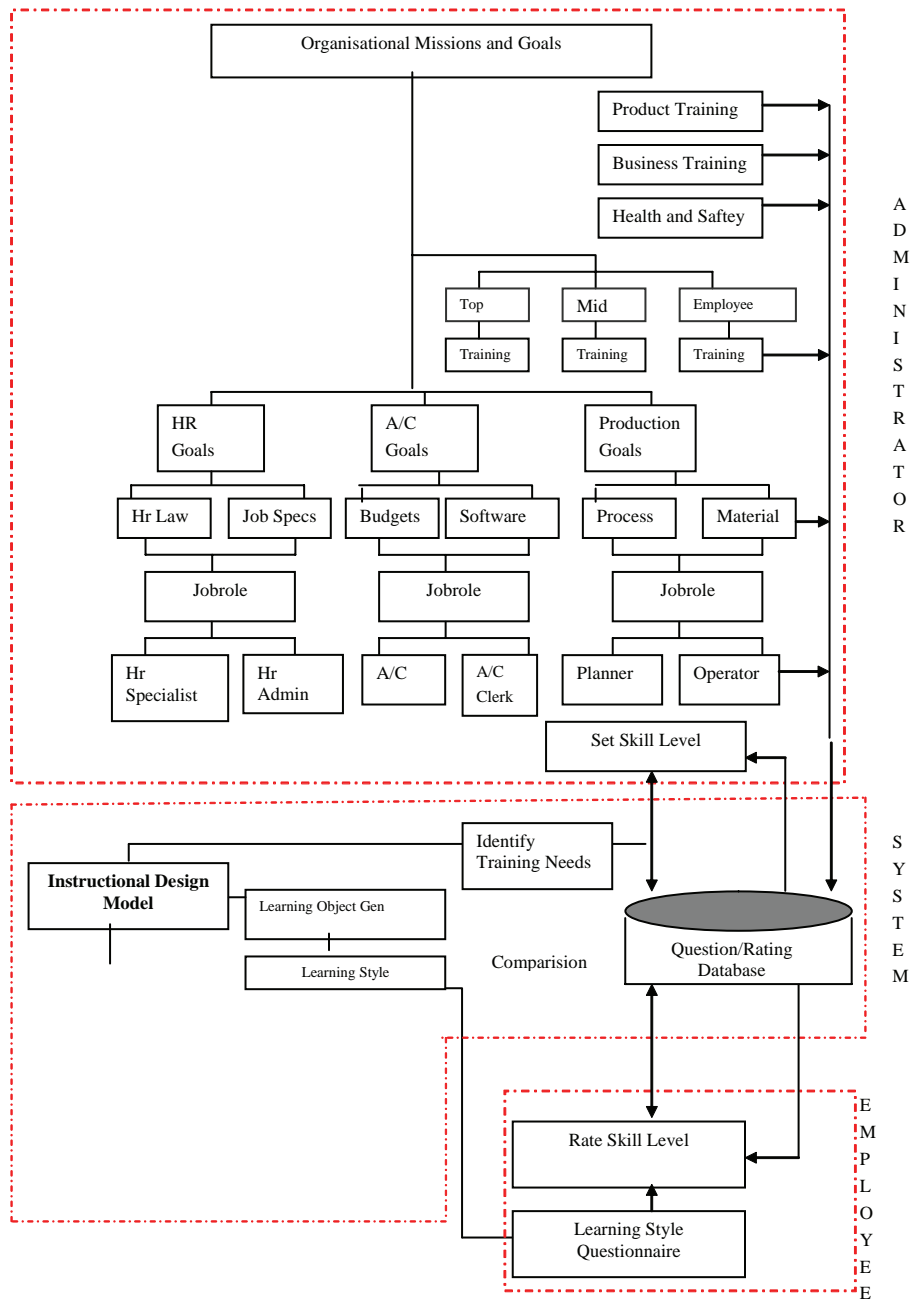 Organisational Missions and Goals
Product Training
Business Training
Health and Saftey
Top
Mid
Employee
Training
Training
Training
HR
Goals
A/C
Goals
Production
Goals
Hr Law
Job Specs
Budgets
Software
Process
Material
Jobrole
Jobrole
Jobrole
Hr
Specialist
Hr
Admin
A/C
A/C
Clerk
Planner
Operator
Set Skill Level
A
D
M
I
N
I
S
T
R
A
T
O
R
Identify
Training Needs
Instructional Design
Model
Learning Object Gen
Learning Style
Comparision
Question/Rating
Database
S
Y
S
T
E
M
Rate Skill Level
Learning Style
Questionnaire
E
M
P
L
O
Y
E
E